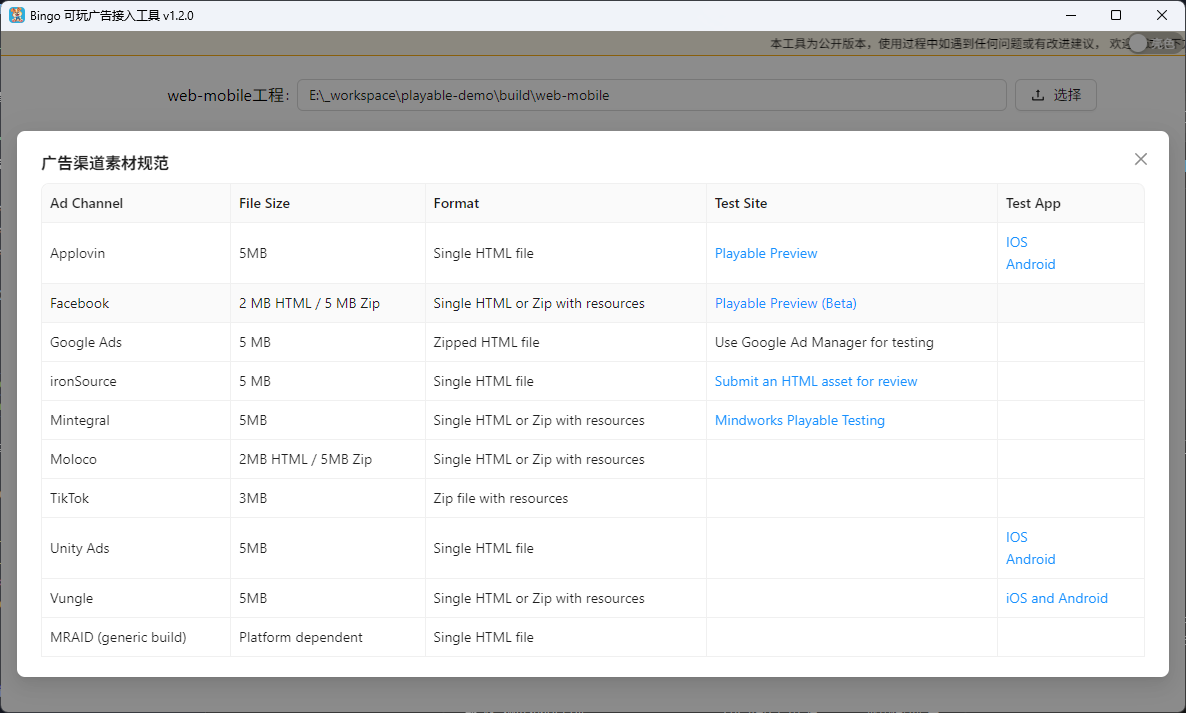 Bingo 可玩广告接入工具 v1.2.0
本工具为公开版本，使用过程中如遇到任何问题或有改进建议， 欢迎 亮色
web-mobile工程： E:\_workspace\playable-demo\build\web-mobile 选择
广告渠道素材规范
Ad Channel File Size Format Test Site Test App
Applovin 5MB Single HTML file Playable Preview IOS
Android
Facebook 2 MB HTML / 5 MB Zip Single HTML or Zip with resources Playable Preview (Beta)
Google Ads 5 MB Zipped HTML file Use Google Ad Manager for testing
ironSource 5 MB Single HTML file Submit an HTML asset for review
Mintegral 5MB Single HTML or Zip with resources Mindworks Playable Testing
Moloco 2MB HTML / 5MB Zip Single HTML or Zip with resources
TikTok 3MB Zip file with resources
Unity Ads 5MB Single HTML file IOS
Android
Vungle 5MB Single HTML or Zip with resources iOS and Android
MRAID (generic build) Platform dependent Single HTML file